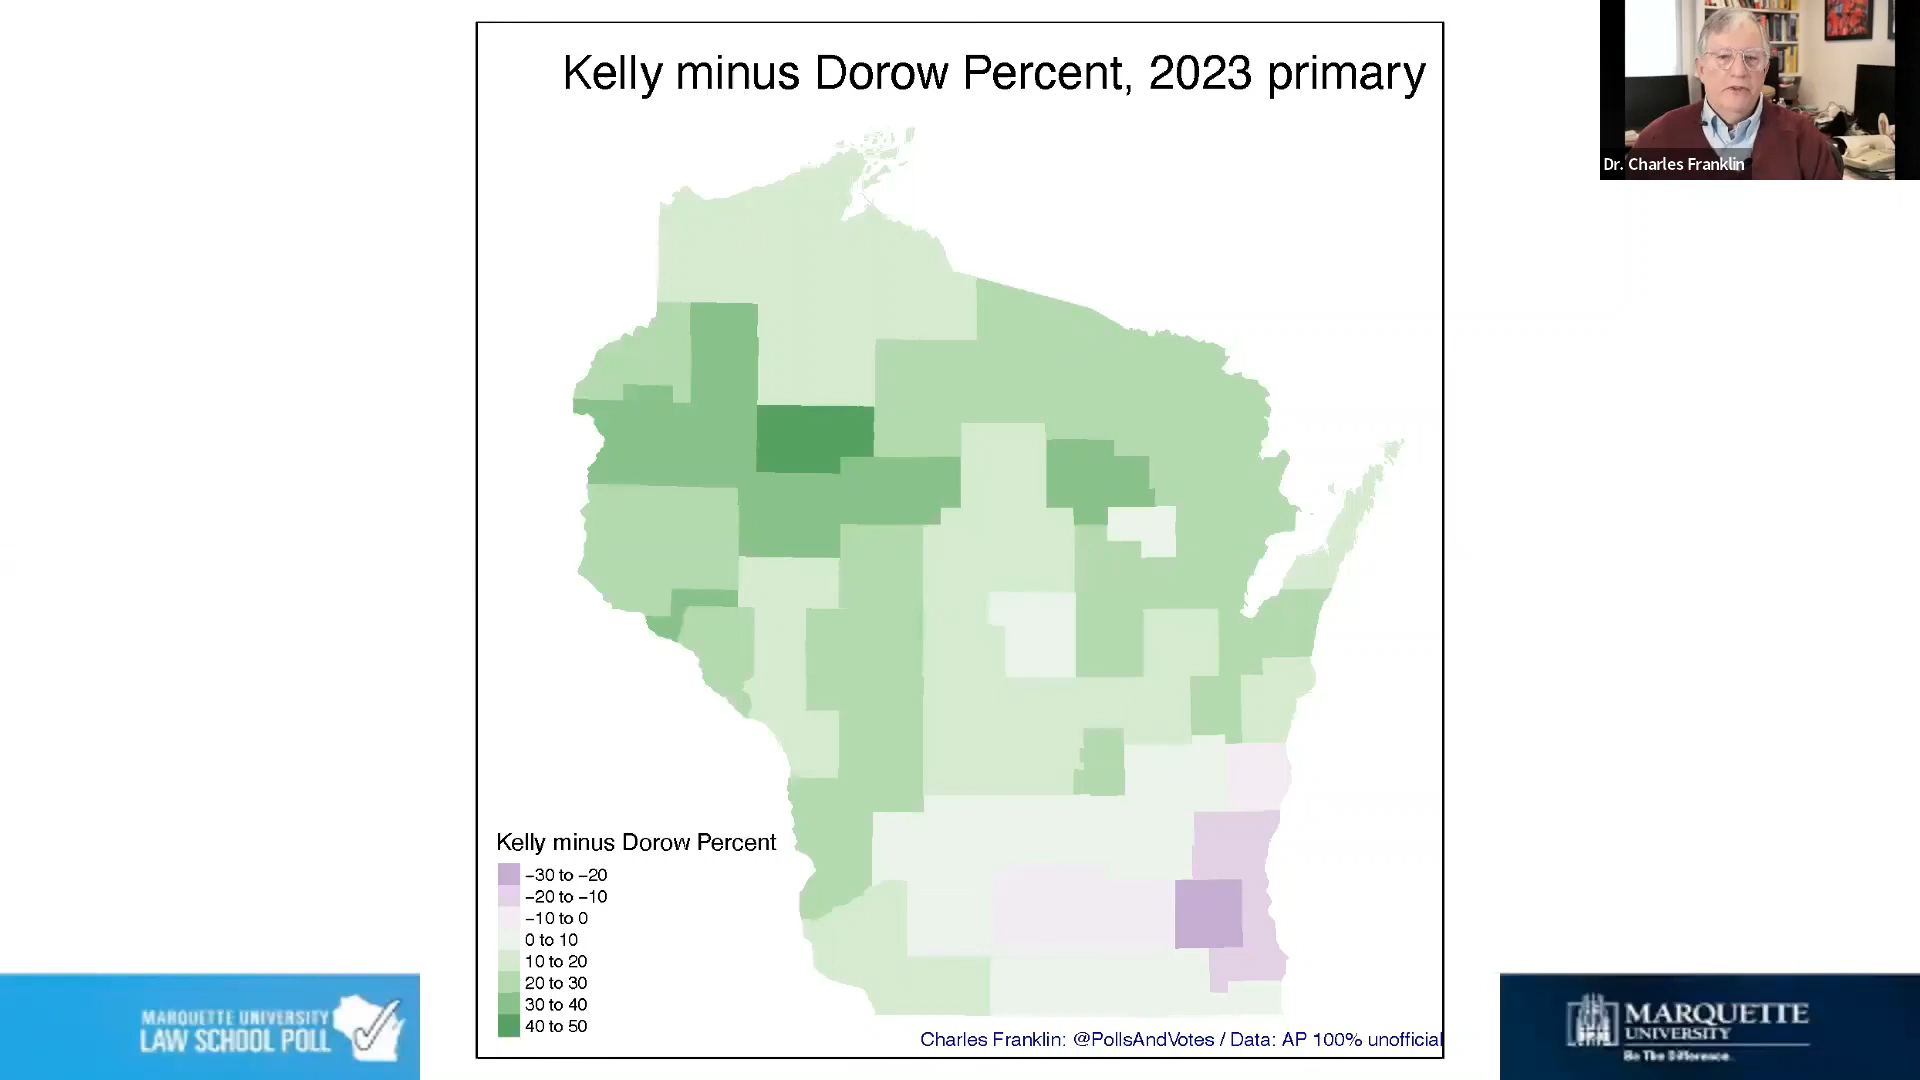 Kelly minus Dorow Percent, 2023 primary
Dr. Charles Franklin
Kelly minus Dorow Percent
−30 to −20
−20 to −10
−10 to 0
0 to 10
10 to 20
20 to 30
30 to 40
40 to 50
Charles Franklin: @PollsAndVotes / Data: AP 100% unofficial
MARQUETTE UNIVERSITY
LAW SCHOOL POLL
MARQUETTE
UNIVERSITY
Be The Difference.